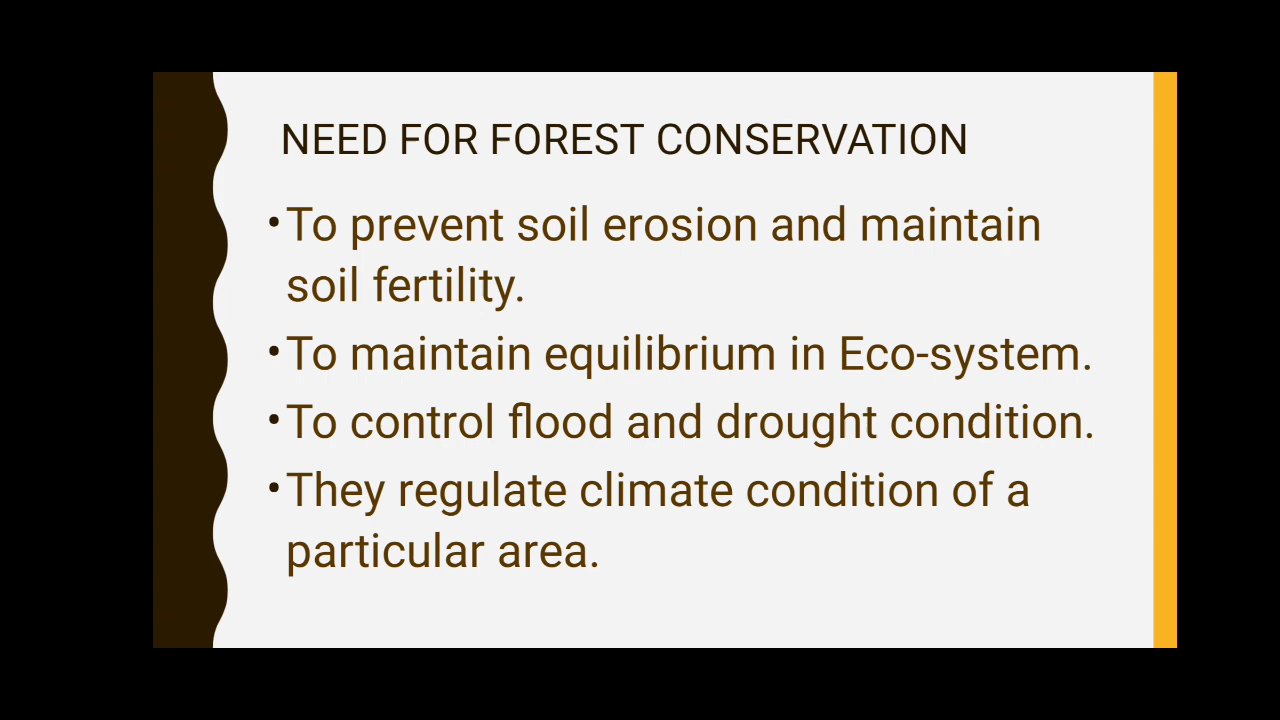 NEED FOR FOREST CONSERVATION
•To prevent soil erosion and maintain
soil fertility.
•To maintain equilibrium in Eco-system.
•To control flood and drought condition.
•They regulate climate condition of a
particular area.